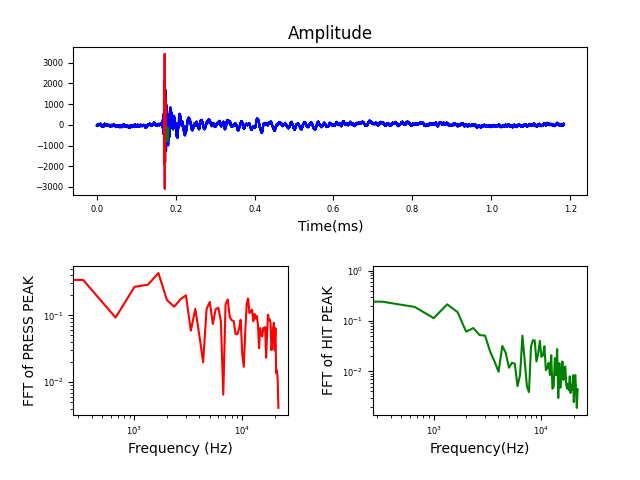 Amplitude
3000
2000
1000
0
−1000
−2000
−3000
0.0 0.2 0.4 0.6 0.8 1.0 1.2
Time(ms)
FFT of PRESS PEAK
10⁻¹
10⁻²
10³ 10⁴
Frequency (Hz)
FFT of HIT PEAK
10⁰
10⁻¹
10⁻²
10³ 10⁴
Frequency(Hz)